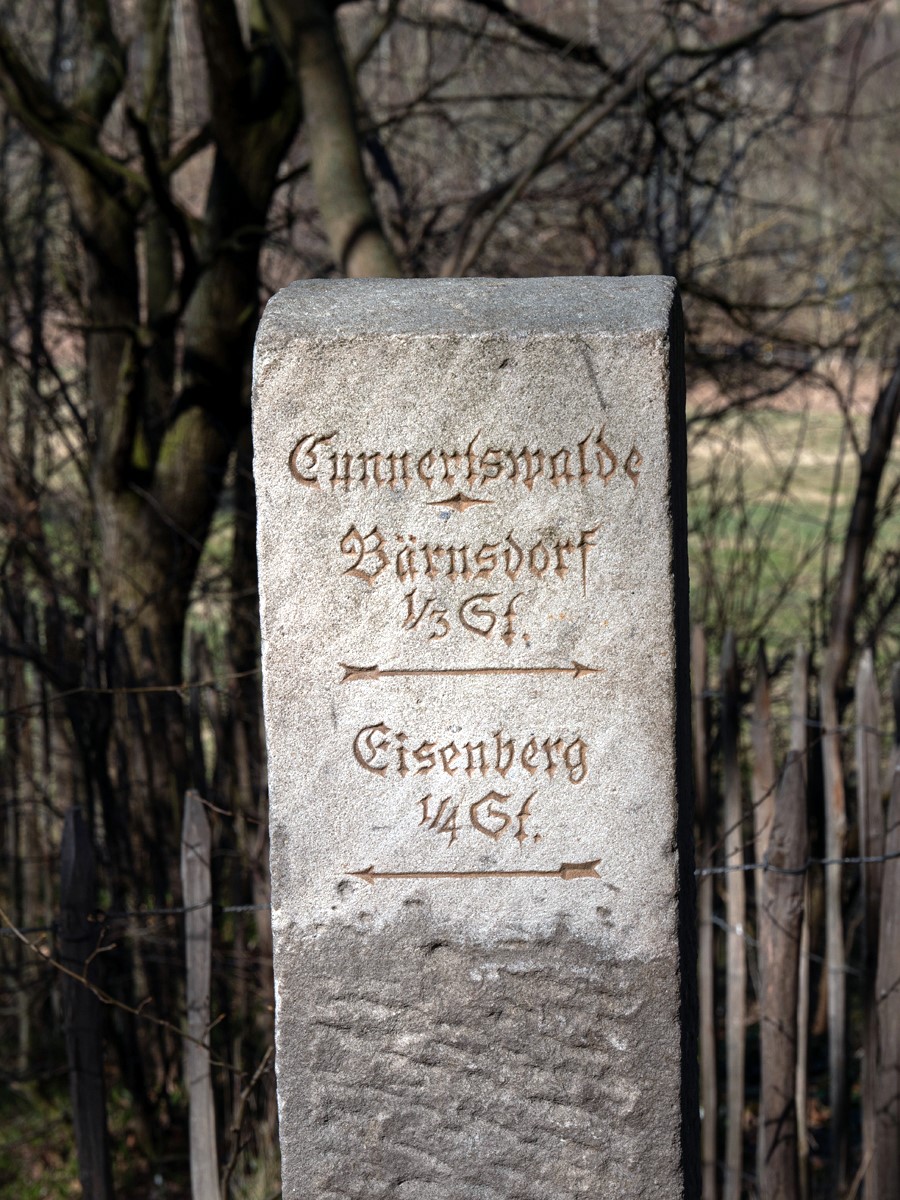 Cunnertswalde
Bärnsdorf
1/3 St.
Eisenberg
1/4 St.